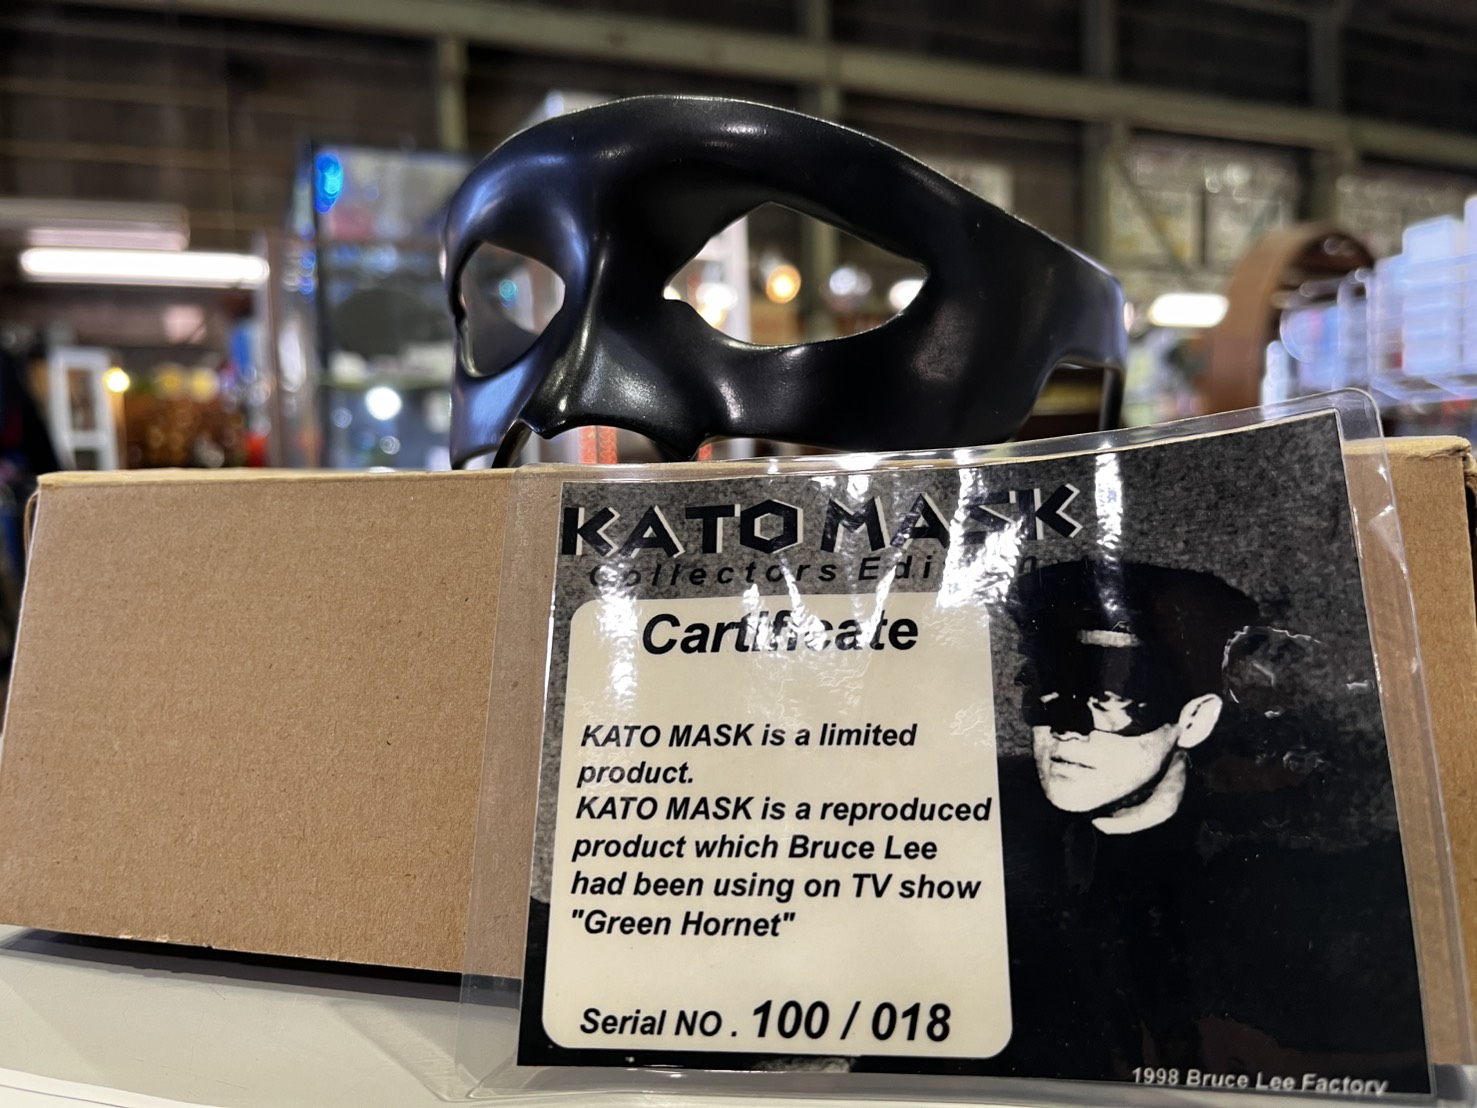 KATO MASK
Collectors Edition
Cartificate
KATO MASK is a limited
product.
KATO MASK is a reproduced
product which Bruce Lee
had been using on TV show
"Green Hornet"
Serial NO . 100 / 018
1998 Bruce Lee Factory